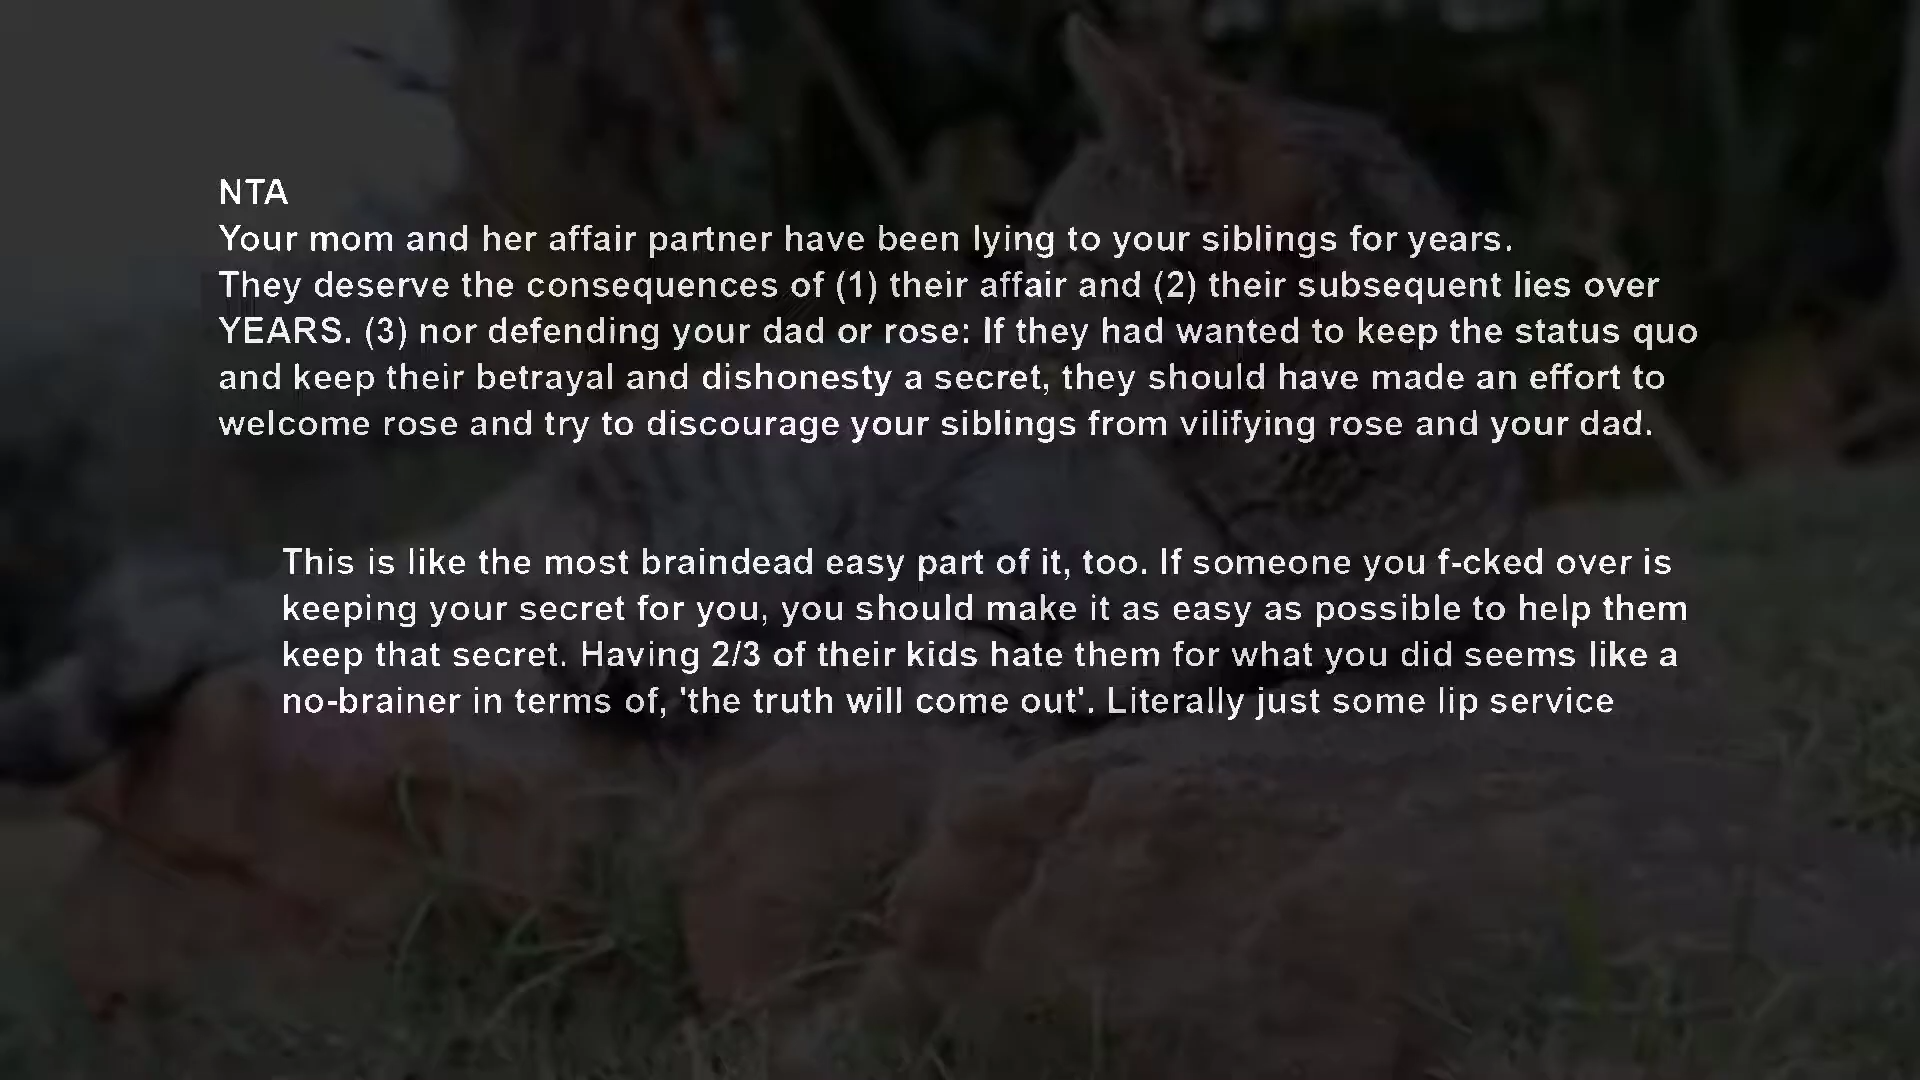 NTA
Your mom and her affair partner have been lying to your siblings for years.
They deserve the consequences of (1) their affair and (2) their subsequent lies over
YEARS. (3) nor defending your dad or rose: If they had wanted to keep the status quo
and keep their betrayal and dishonesty a secret, they should have made an effort to
welcome rose and try to discourage your siblings from vilifying rose and your dad.
This is like the most braindead easy part of it, too. If someone you f-cked over is
keeping your secret for you, you should make it as easy as possible to help them
keep that secret. Having 2/3 of their kids hate them for what you did seems like a
no-brainer in terms of, 'the truth will come out'. Literally just some lip service